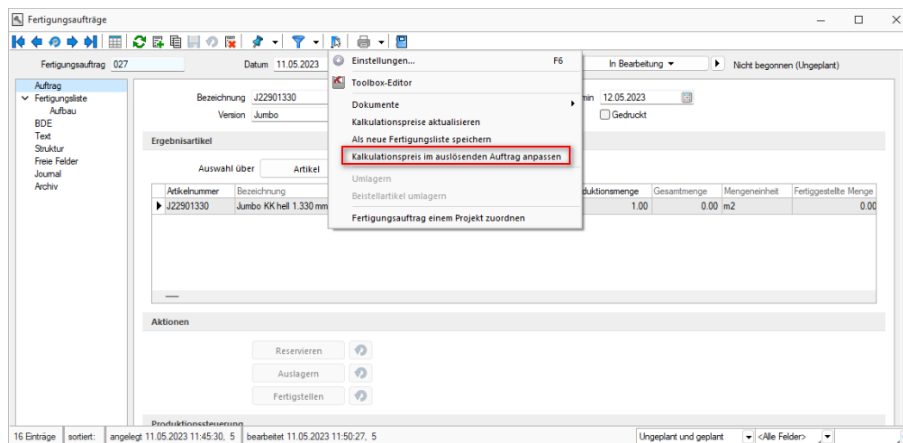 Fertigungsaufträge
Fertigungsauftrag 027 Datum 11.05.2023 In Bearbeitung Nicht begonnen (Ungeplant)
Einstellungen... F6
Toolbox-Editor
Dokumente
Kalkulationspreise aktualisieren
Als neue Fertigungsliste speichern
Kalkulationspreis im auslösenden Auftrag anpassen
Umlagern
Beistellartikel umlagern
Fertigungsauftrag einem Projekt zuordnen
Auftrag
Fertigungsliste
Aufbau
BDE
Text
Struktur
Freie Felder
Journal
Archiv
Bezeichnung J22901330 12.05.2023
Version Jumbo Gedruckt
Ergebnisartikel
Auswahl über Artikel
Artikelnummer Bezeichnung Gesamtmenge Mengeneinheit Fertiggestellte Menge
J22901330 Jumbo KK hell 1.330 mm 1.00 0.00 m2 0.00
Aktionen
Reservieren
Auslagern
Fertigstellen
Produktionssteuerung
16 Einträge sortiert: angelegt 11.05.2023 11:45:30, 5 bearbeitet 11.05.2023 11:50:27, 5 Ungeplant und geplant <Alle Felder>